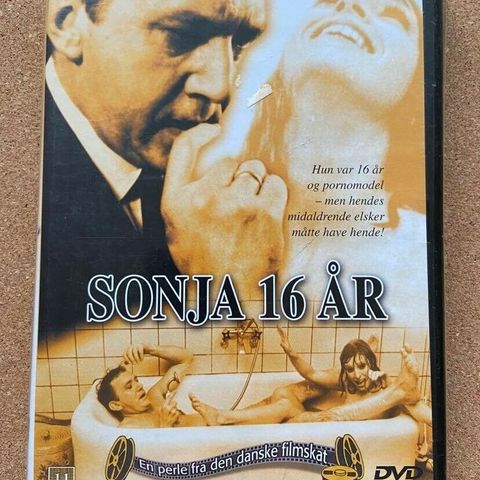 Hun var 16 år
og pornomodel
– men hendes
midaldrende elsker
måtte have hende!
SONJA 16 ÅR
En perle fra den danske filmskat
11
DVD